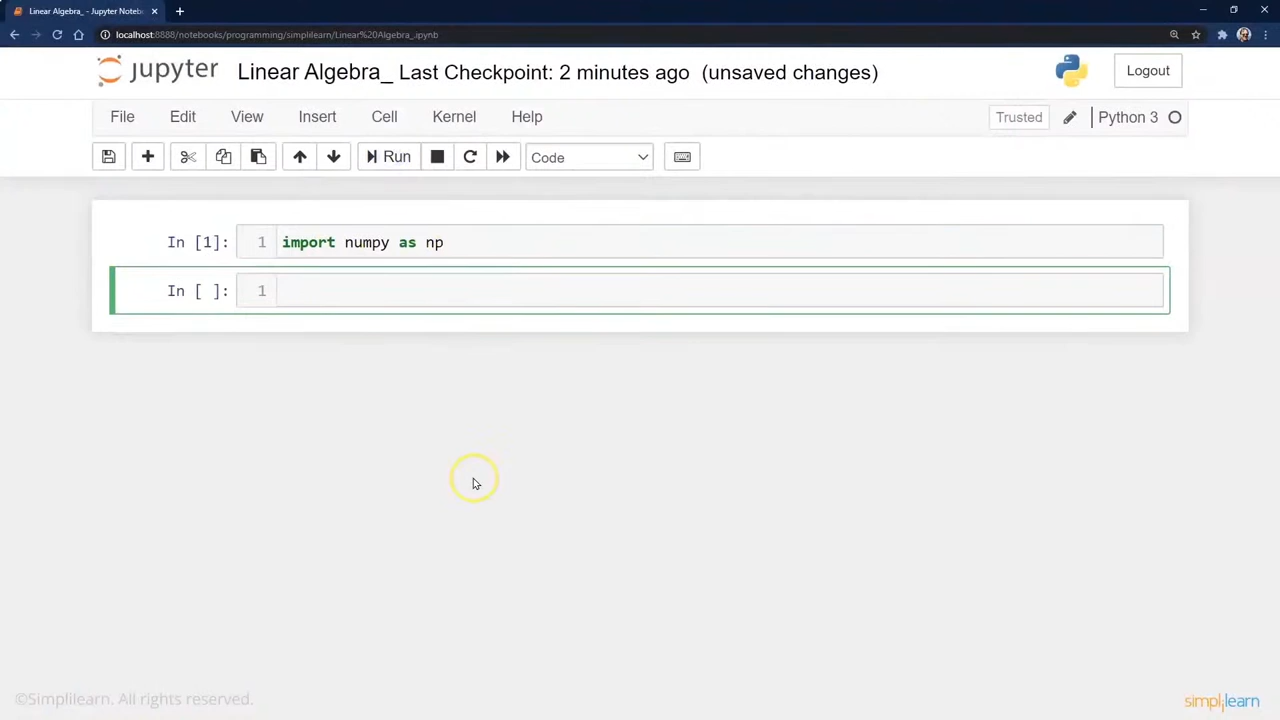 Linear Algebra_ - Jupyter Noteb
localhost:8888/notebooks/programming/simplilearn/Linear%20Algebra_.ipynb
jupyter Linear Algebra_ Last Checkpoint: 2 minutes ago (unsaved changes) Logout
File Edit View Insert Cell Kernel Help Trusted Python 3
Run Code
In [1]: 1 import numpy as np
In [ ]: 1
©Simplilearn. All rights reserved. simplilearn